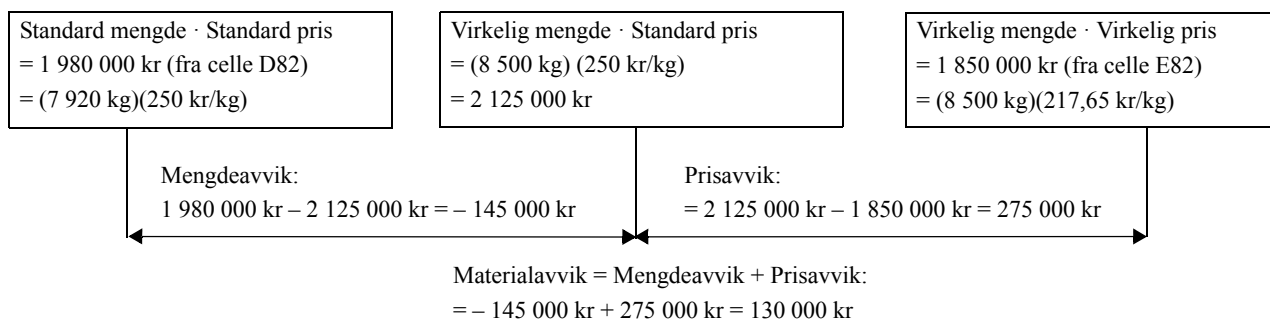 Standard mengde · Standard pris
= 1 980 000 kr (fra celle D82)
= (7 920 kg)(250 kr/kg)
Virkelig mengde · Standard pris
= (8 500 kg) (250 kr/kg)
= 2 125 000 kr
Virkelig mengde · Virkelig pris
= 1 850 000 kr (fra celle E82)
= (8 500 kg)(217,65 kr/kg)
Mengdeavvik:
1 980 000 kr – 2 125 000 kr = – 145 000 kr
Prisavvik:
= 2 125 000 kr – 1 850 000 kr = 275 000 kr
Materialavvik = Mengdeavvik + Prisavvik:
= – 145 000 kr + 275 000 kr = 130 000 kr